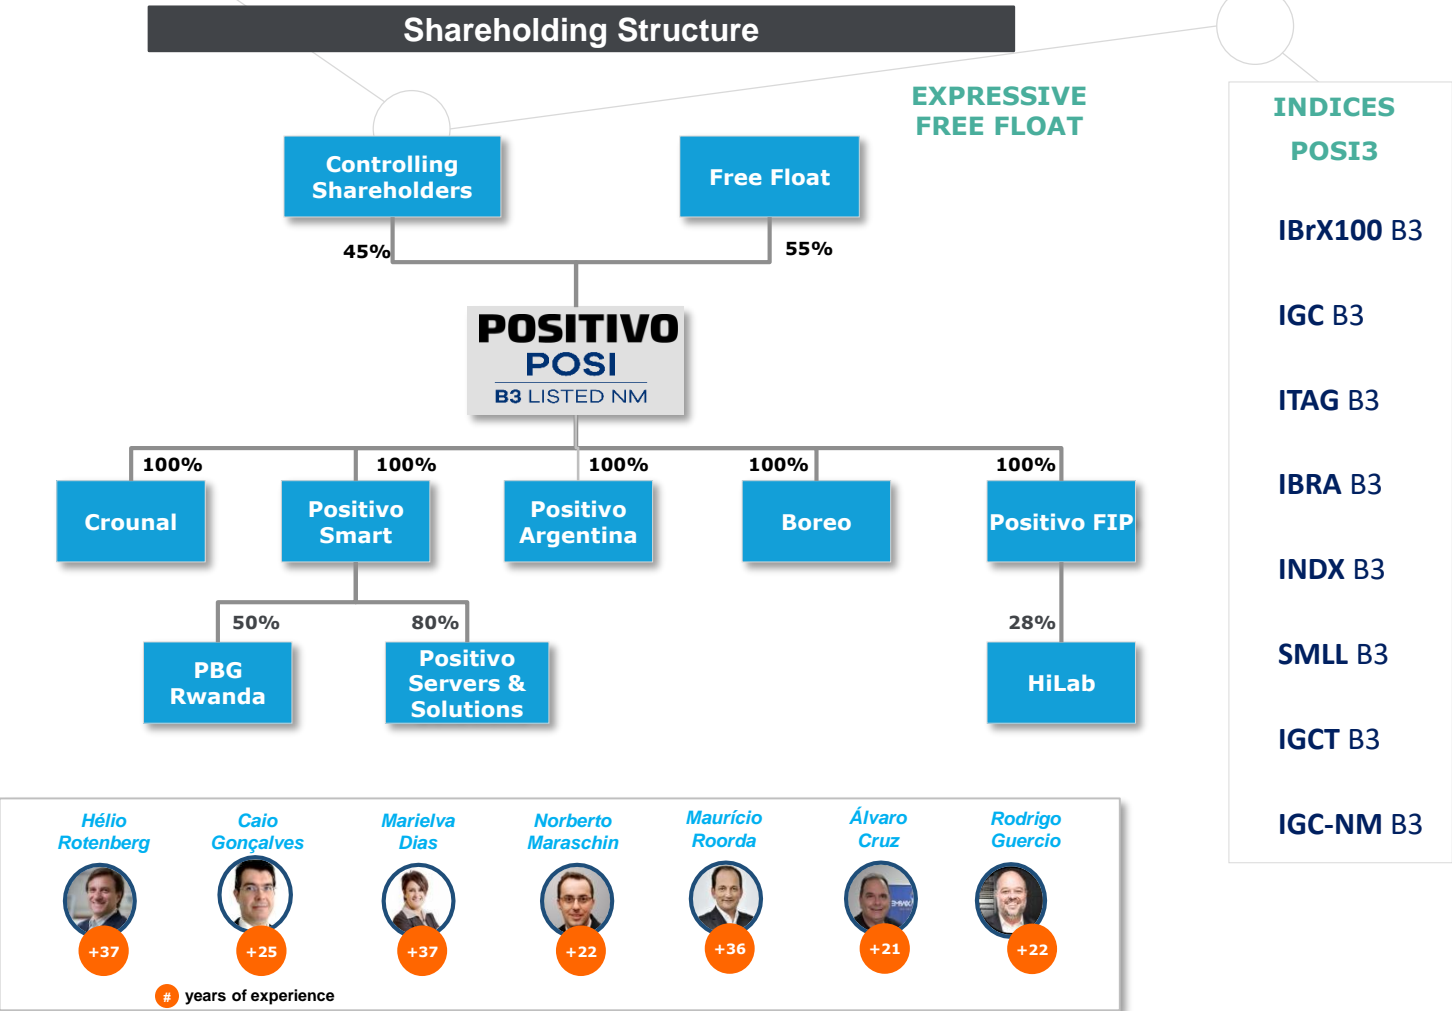 Shareholding Structure
EXPRESSIVE
FREE FLOAT
Controlling
Shareholders
Free Float
45%
55%
POSITIVO
POSI
B3 LISTED NM
100%
100%
100%
100%
100%
Crounal
Positivo
Smart
Positivo
Argentina
Boreo
Positivo FIP
50%
80%
28%
PBG
Rwanda
Positivo
Servers &
Solutions
HiLab
INDICES
POSI3
IBrX100 B3
IGC B3
ITAG B3
IBRA B3
INDX B3
SMLL B3
IGCT B3
IGC-NM B3
Hélio
Rotenberg
Caio
Gonçalves
Marielva
Dias
Norberto
Maraschin
Maurício
Roorda
Álvaro
Cruz
Rodrigo
Guercio
+37
+25
+37
+22
+36
+21
+22
# years of experience